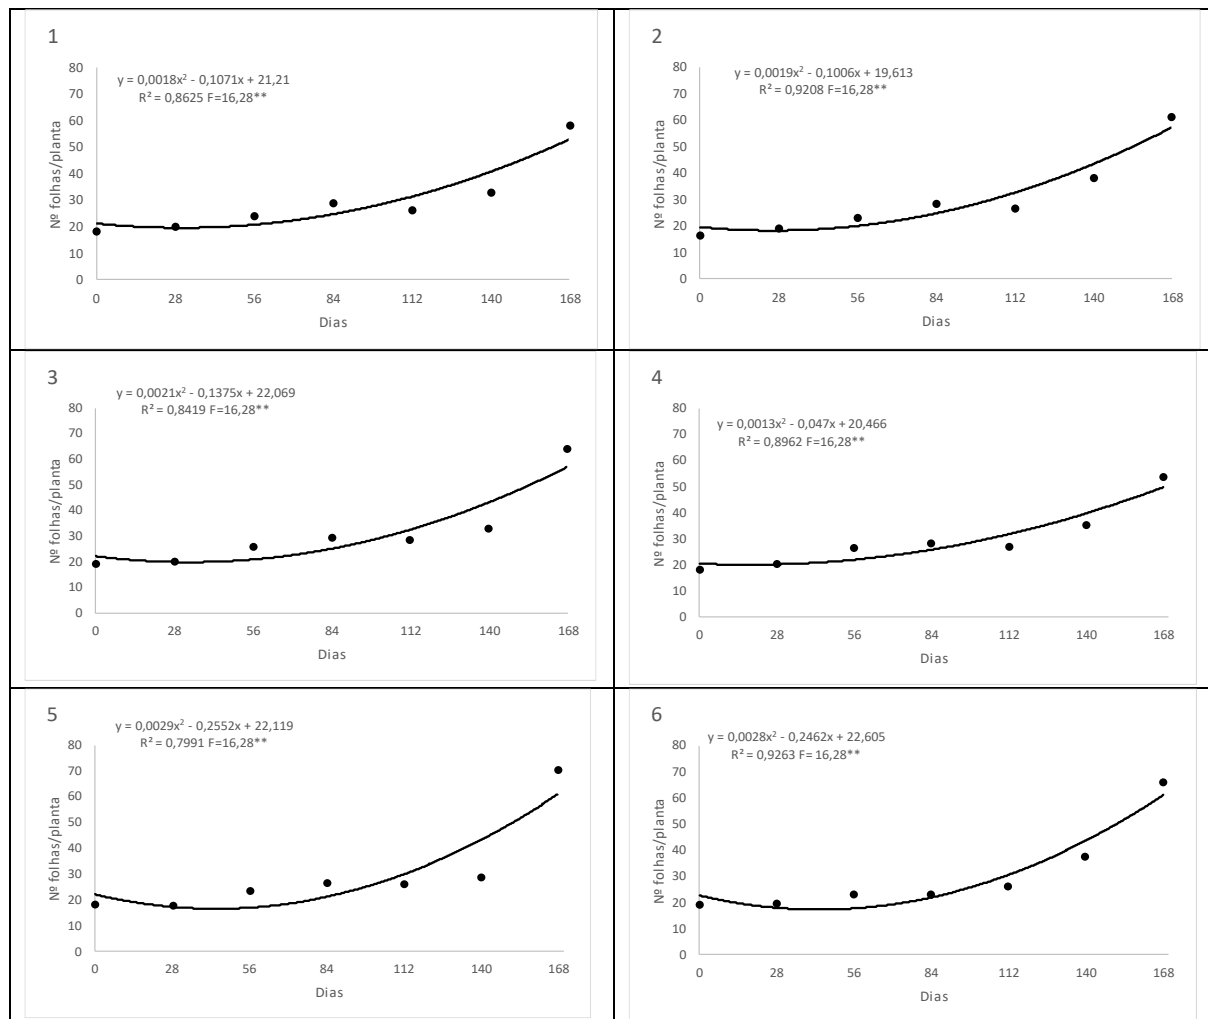 1
y = 0,0018x² - 0,1071x + 21,21
R² = 0,8625 F=16,28**
Nº folhas/planta
80
70
60
50
40
30
20
10
0
0 28 56 84 112 140 168
Dias
2
y = 0,0019x² - 0,1006x + 19,613
R² = 0,9208 F=16,28**
Nº folhas/planta
80
70
60
50
40
30
20
10
0
0 28 56 84 112 140 168
Dias
3
y = 0,0021x² - 0,1375x + 22,069
R² = 0,8419 F=16,28**
Nº folhas/planta
80
70
60
50
40
30
20
10
0
0 28 56 84 112 140 168
Dias
4
y = 0,0013x² - 0,047x + 20,466
R² = 0,8962 F=16,28**
Nº folhas/planta
80
70
60
50
40
30
20
10
0
0 28 56 84 112 140 168
Dias
5
y = 0,0029x² - 0,2552x + 22,119
R² = 0,7991 F=16,28**
Nº folhas/planta
80
70
60
50
40
30
20
10
0
0 28 56 84 112 140 168
Dias
6
y = 0,0028x² - 0,2462x + 22,605
R² = 0,9263 F= 16,28**
Nº folhas/planta
80
70
60
50
40
30
20
10
0
0 28 56 84 112 140 168
Dias